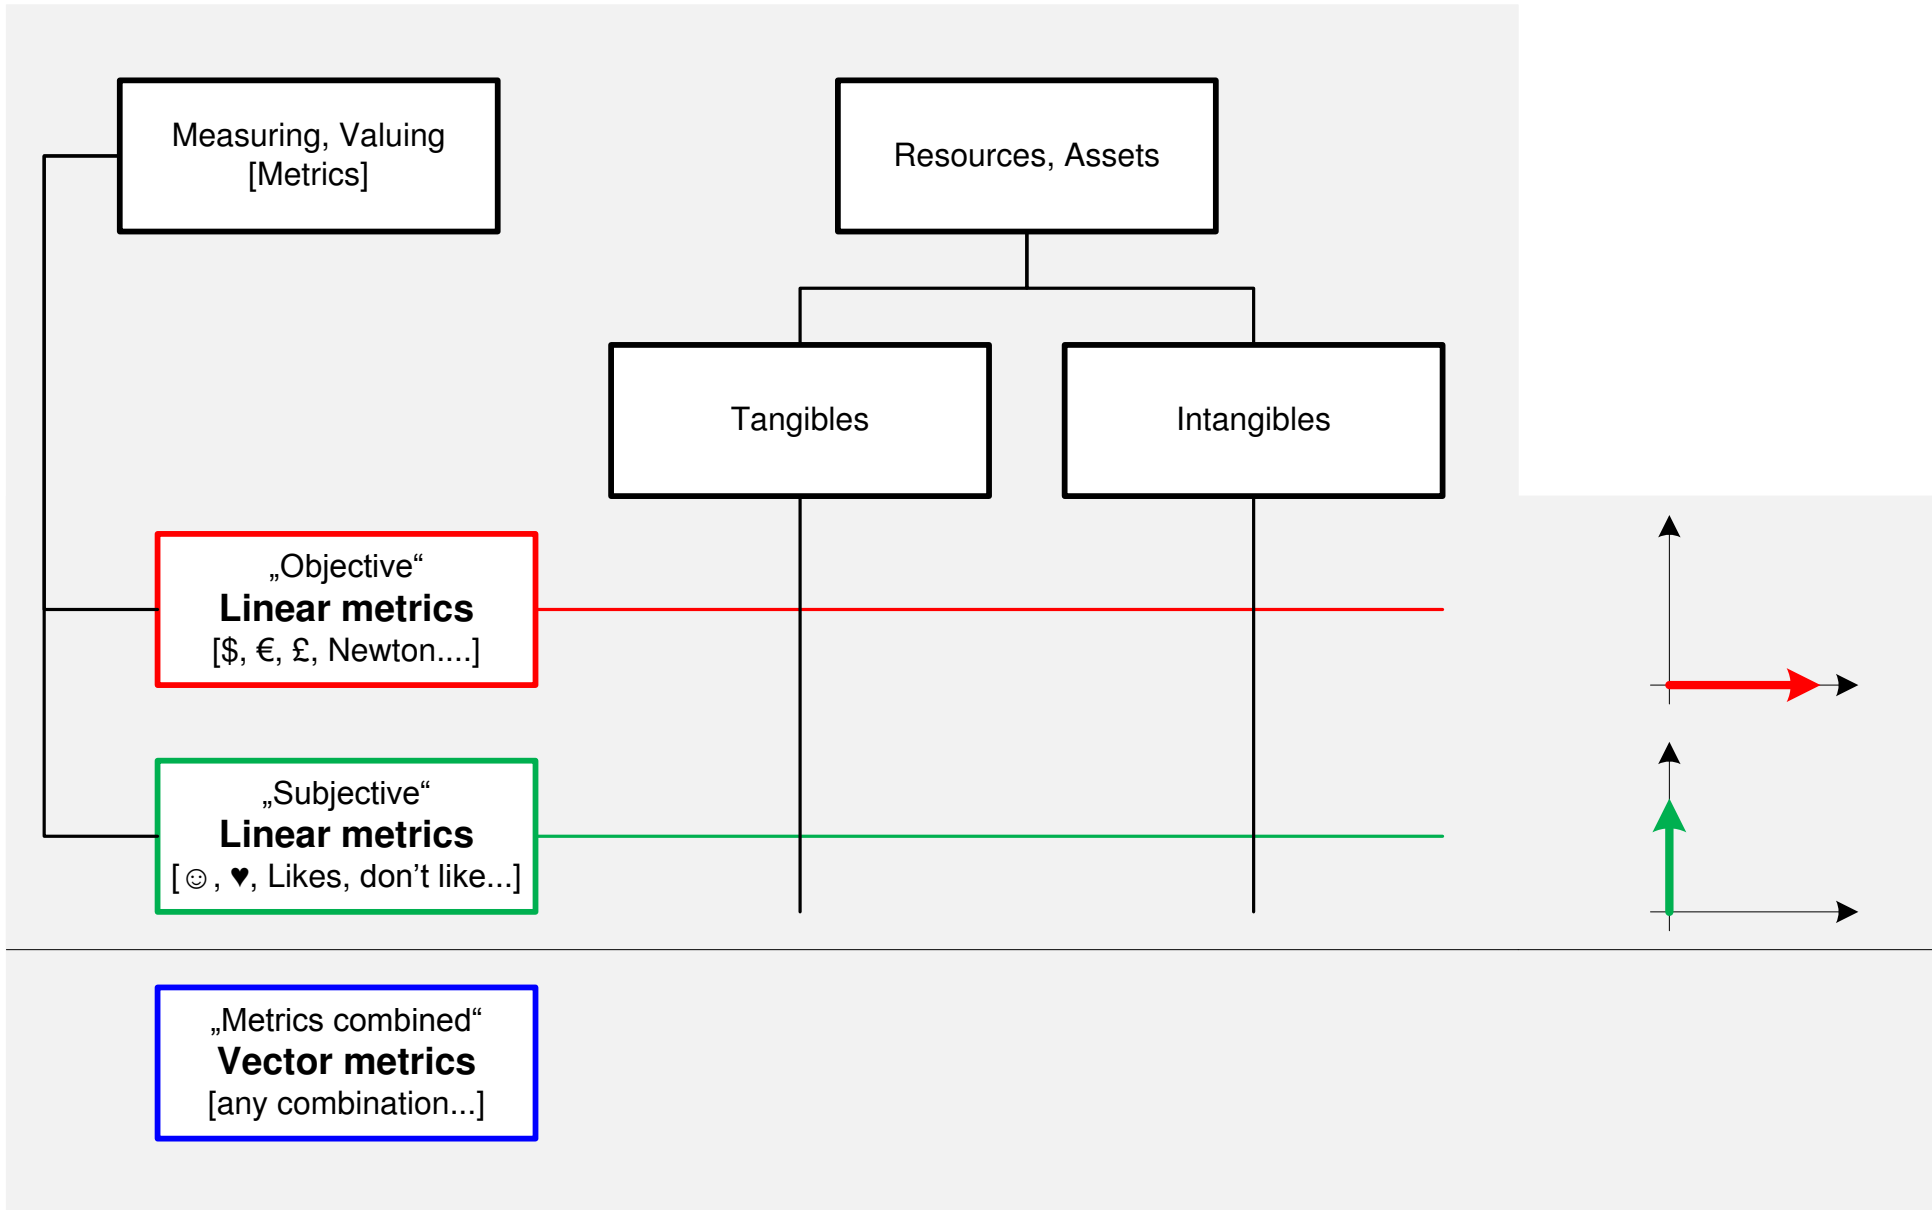 Measuring, Valuing
[Metrics]
Resources, Assets
Tangibles
Intangibles
„Objective“
Linear metrics
[$, €, £, Newton....]
„Subjective“
Linear metrics
[☺, ♥, Likes, don’t like...]
„Metrics combined“
Vector metrics
[any combination...]